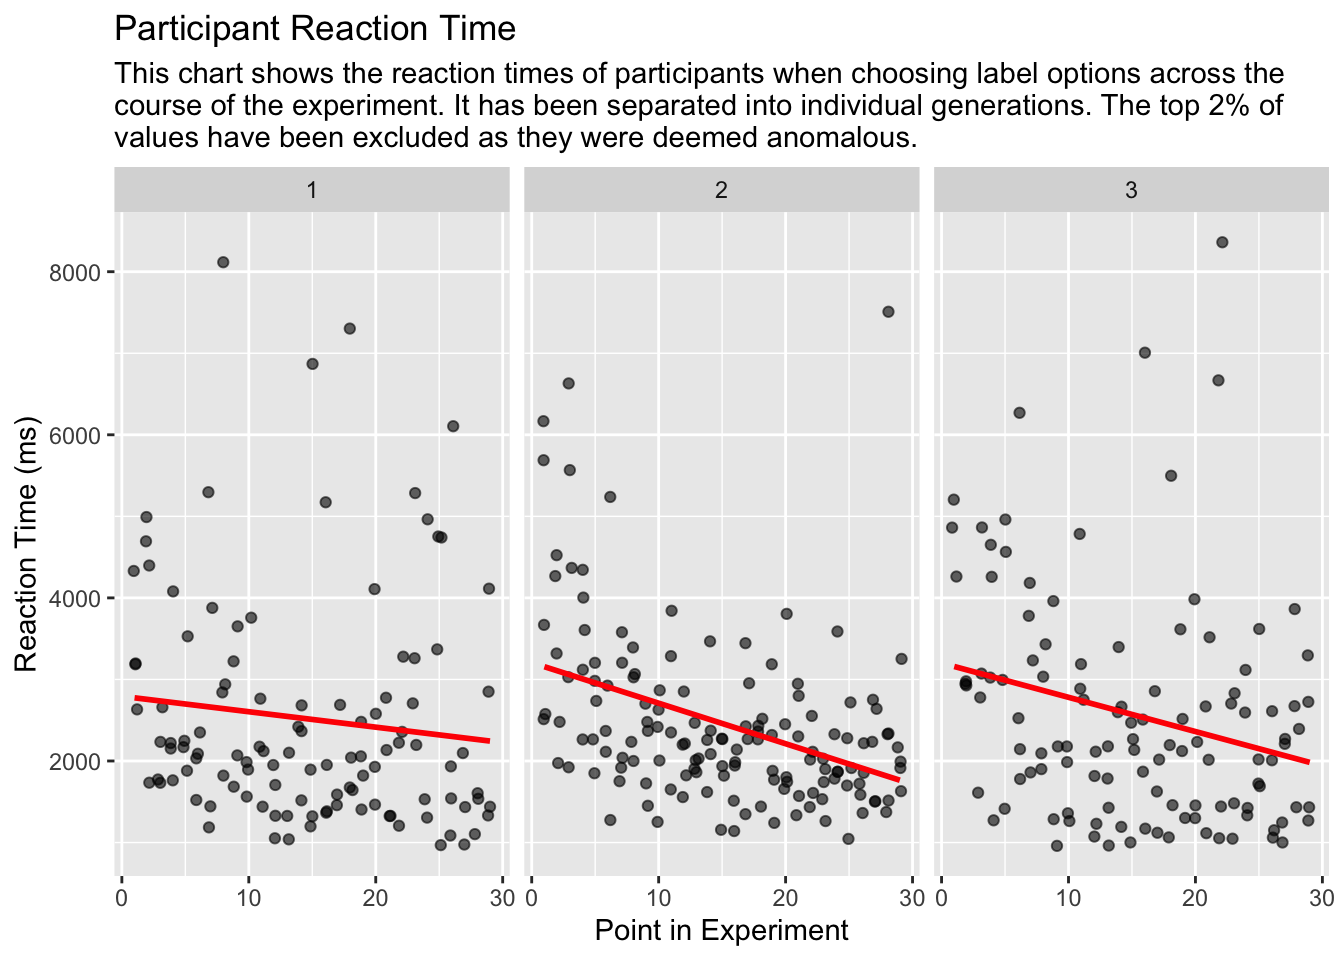 Participant Reaction Time
This chart shows the reaction times of participants when choosing label options across the
course of the experiment. It has been separated into individual generations. The top 2% of
values have been excluded as they were deemed anomalous.
1 2 3
8000
6000
4000
2000
Reaction Time (ms)
0 10 20 30 0 10 20 30 0 10 20 30
Point in Experiment